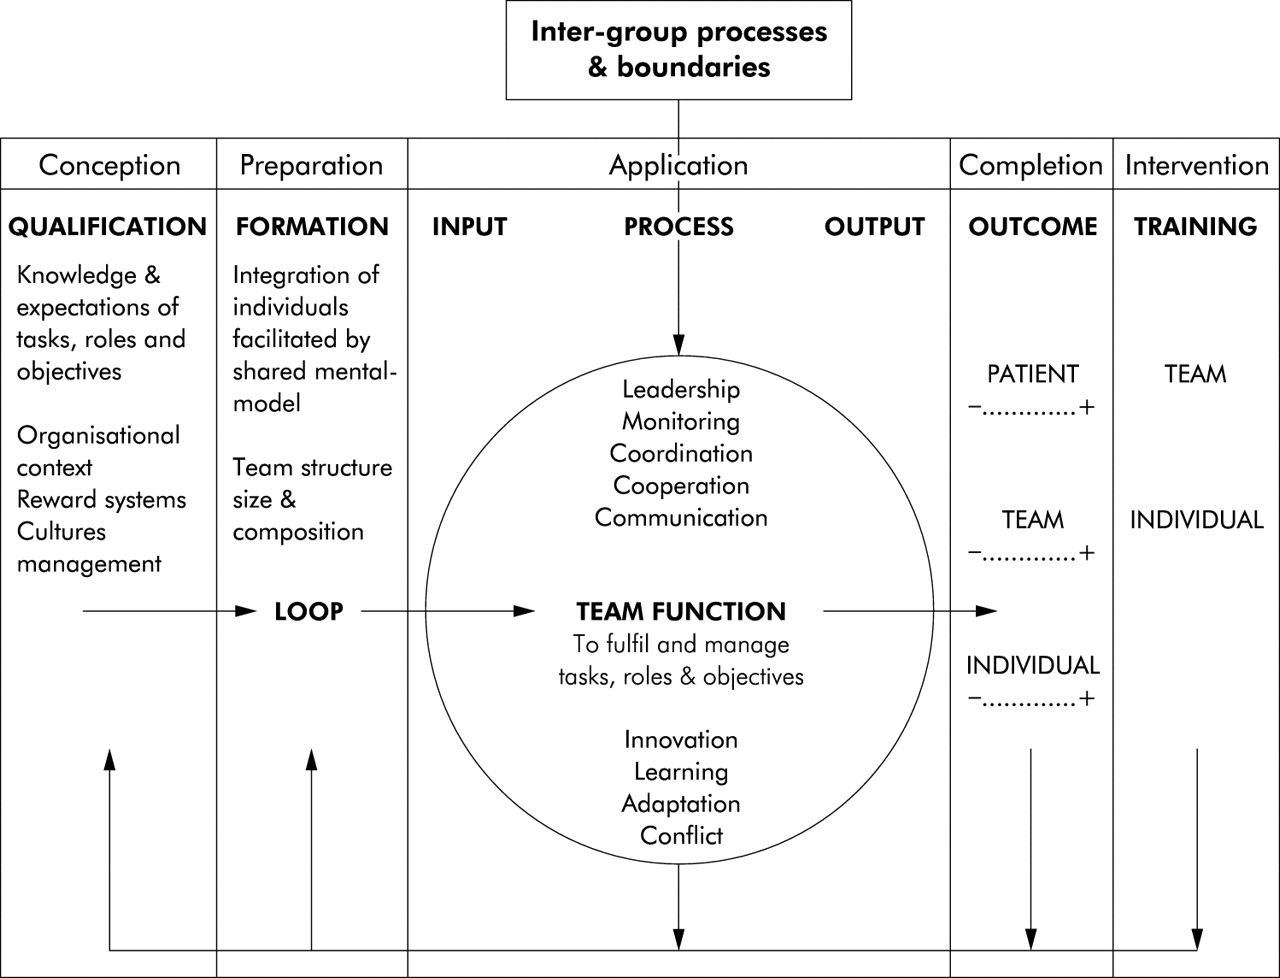 Inter-group processes
& boundaries
Conception
Preparation
Application
Completion
Intervention
QUALIFICATION
Knowledge &
expectations of
tasks, roles and
objectives
Organisational
context
Reward systems
Cultures
management
FORMATION
Integration of
individuals
facilitated by
shared mental-
model
Team structure
size &
composition
LOOP
INPUT
PROCESS
OUTPUT
Leadership
Monitoring
Coordination
Cooperation
Communication
TEAM FUNCTION
To fulfil and manage
tasks, roles & objectives
Innovation
Learning
Adaptation
Conflict
OUTCOME
PATIENT
–.............+
TEAM
–.............+
INDIVIDUAL
–.............+
TRAINING
TEAM
INDIVIDUAL